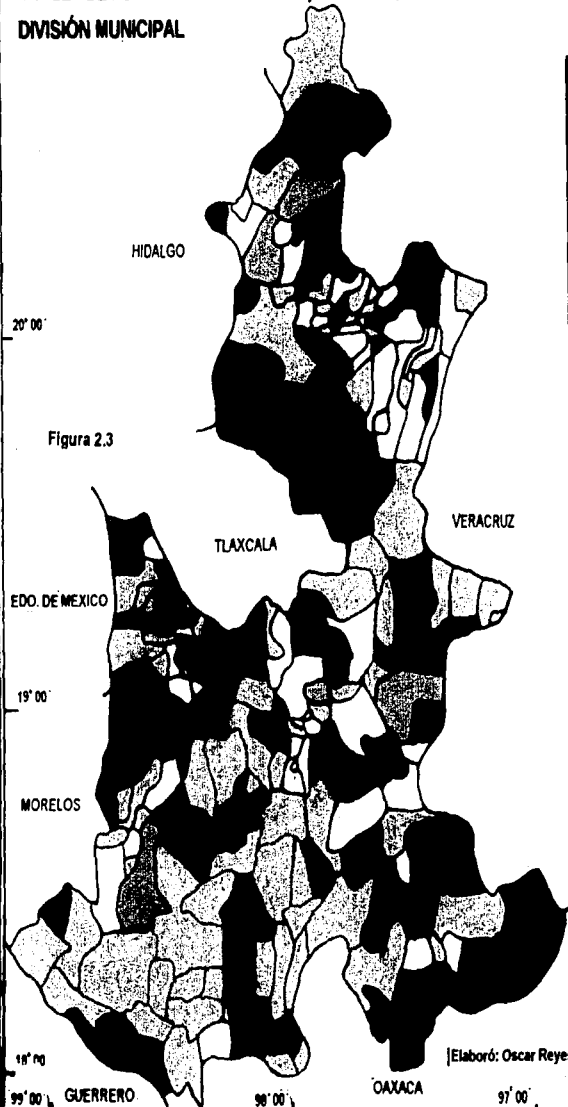 DIVISIÓN MUNICIPAL
HIDALGO
20° 00'
Figura 2.3
VERACRUZ
TLAXCALA
EDO. DE MEXICO
19° 00'
MORELOS
18° 00'
Elaboró: Oscar Reye
99° 00' GUERRERO 98° 00' OAXACA 97° 00'